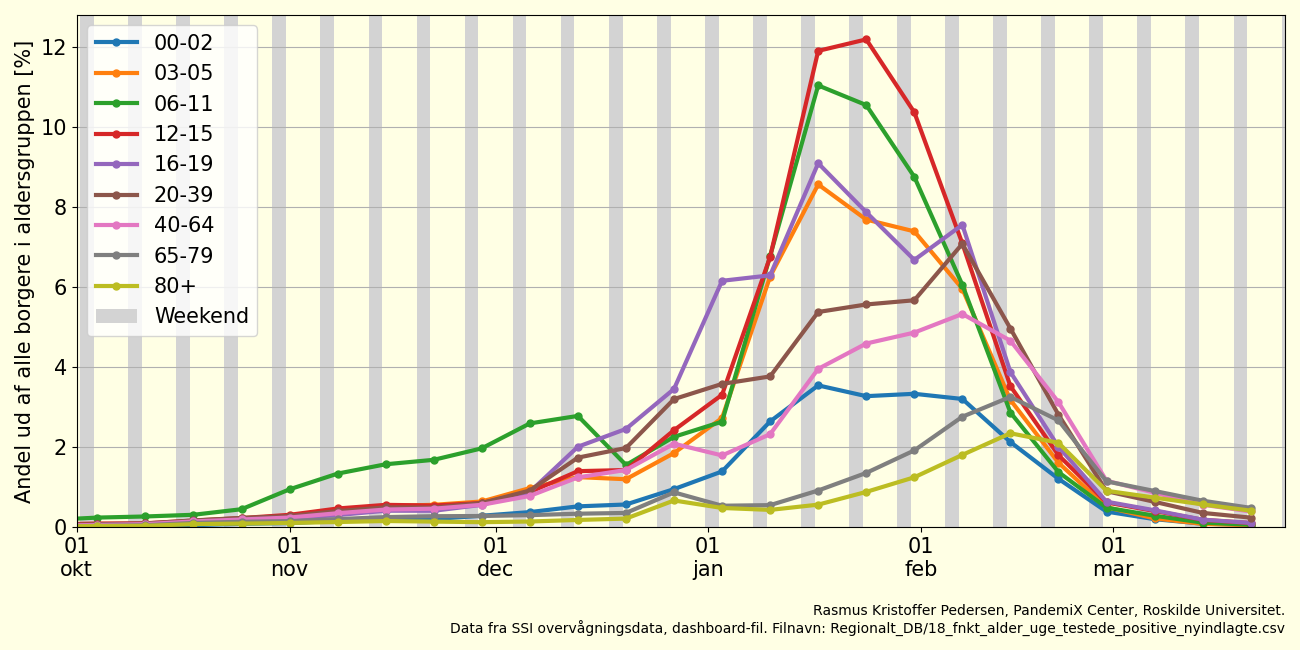 Andel ud af alle borgere i aldersgruppen [%]
12
10
8
6
4
2
0
00-02
03-05
06-11
12-15
16-19
20-39
40-64
65-79
80+
Weekend
01 01 01 01 01 01
okt nov dec jan feb mar
Rasmus Kristoffer Pedersen, PandemiX Center, Roskilde Universitet.
Data fra SSI overvågningsdata, dashboard-fil. Filnavn: Regionalt_DB/18_fnkt_alder_uge_testede_positive_nyindlagte.csv